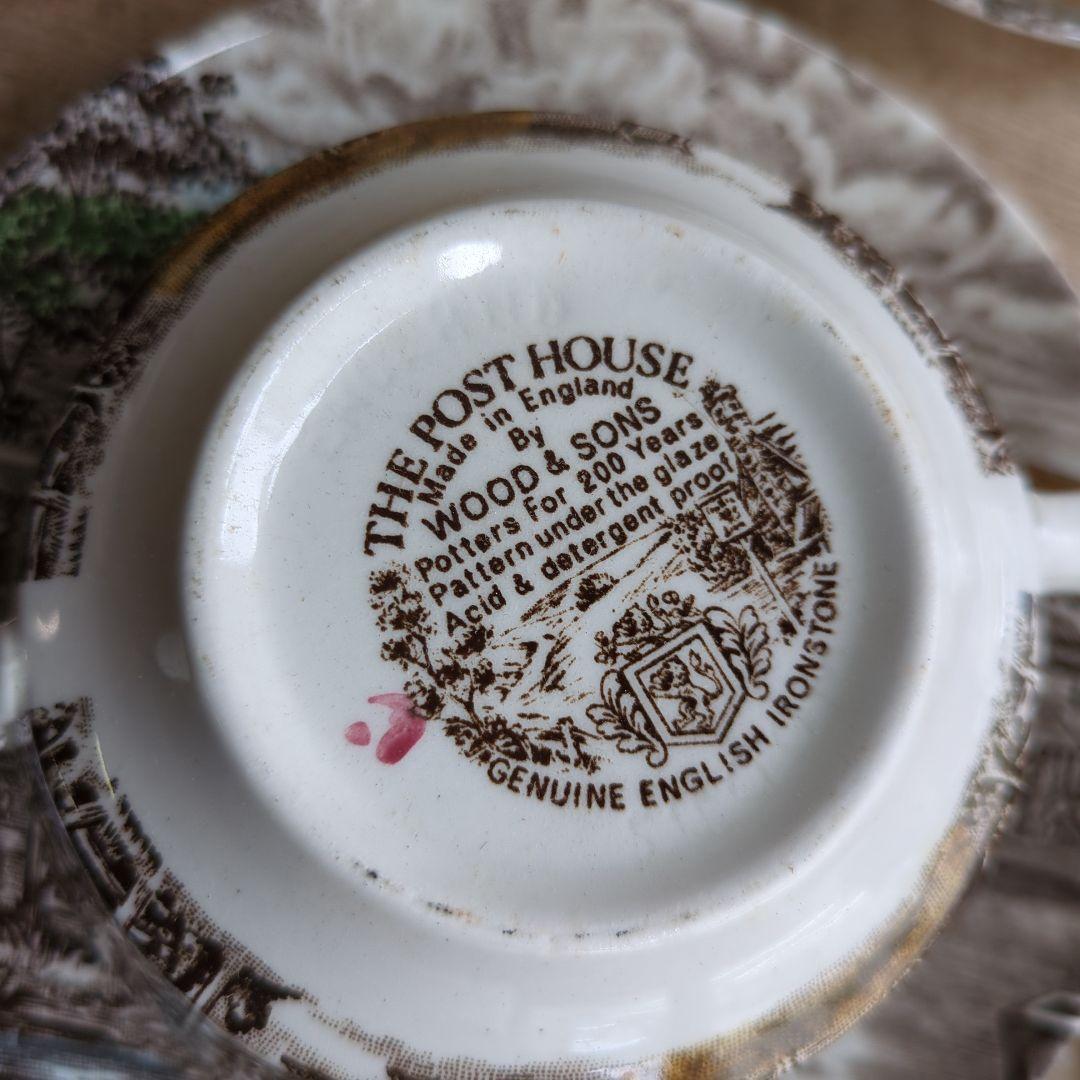 THE POST HOUSE
Made in England
By
WOOD & SONS
Potters For 200 Years
Pattern under the glaze
Acid & detergent proof
GENUINE ENGLISH IRONSTONE